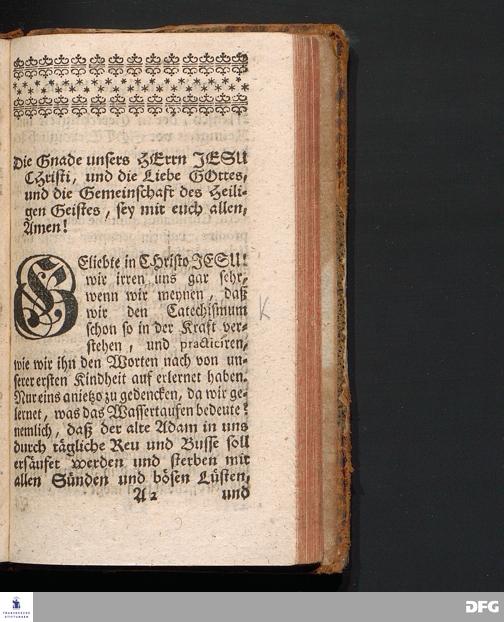 Die Gnade unsers HErrn JESU
CHristi, und die Liebe GOttes,
und die Gemeinschaft des Heili-
gen Geistes, sey mit euch allen,
Amen!
GEliebte in CHristo JESU!
wir irren uns gar sehr,
wenn wir meynen, daß
wir den Catechismum
schon so in der Kraft ver-
stehen, und practiciren,
wie wir ihn den Worten nach von un-
serer ersten Kindheit auf erlernet haben.
Nur eins anietzo zu gedencken, da wir ge-
lernet, was das Wassertaufen bedeute?
nemlich, daß der alte Adam in uns
durch tägliche Reu und Busse soll
ersäufet werden und sterben mit
allen Sünden und bösen Lüsten,
A 2 und
K
FRANCKESCHE
STIFTUNGEN
DFG